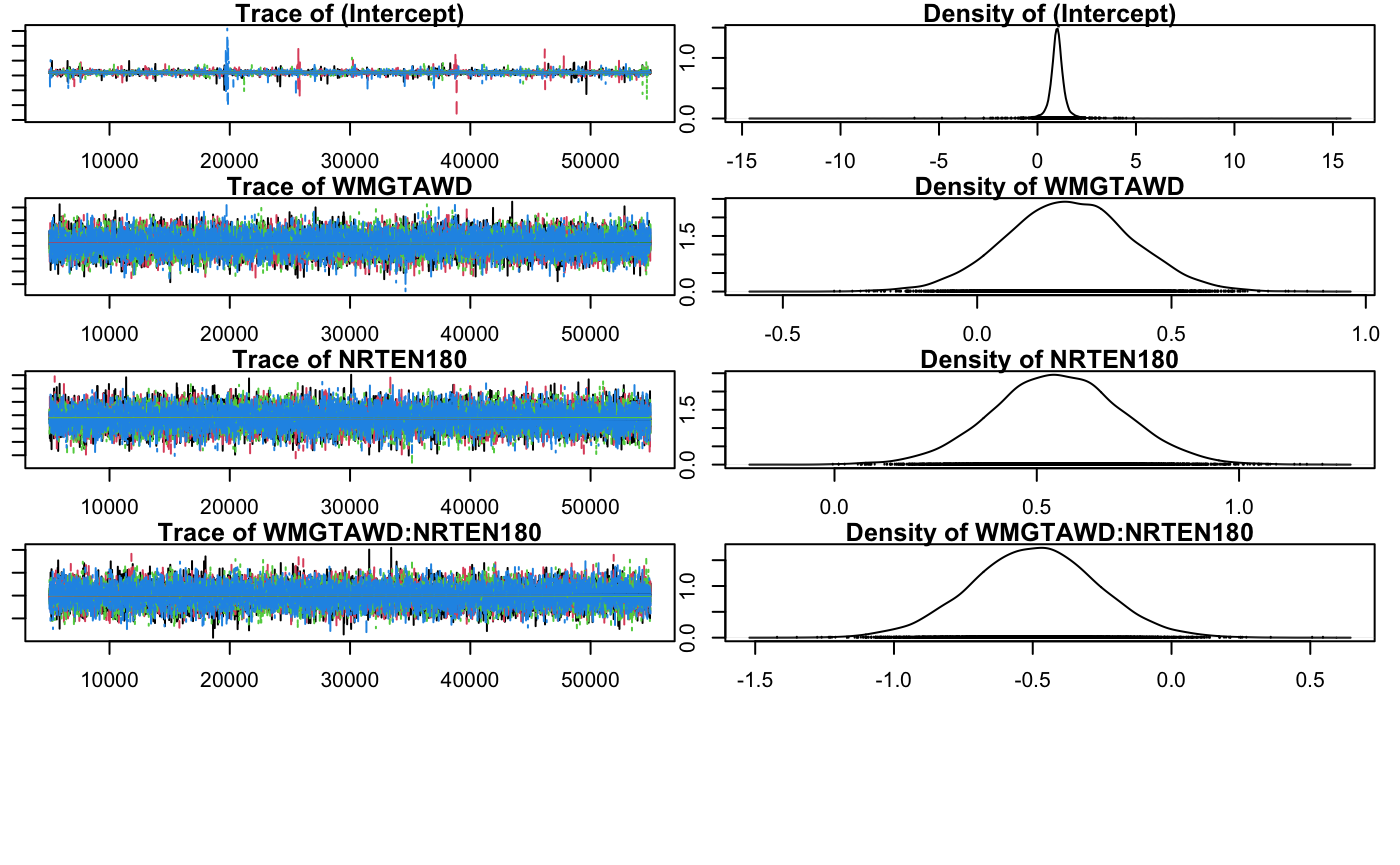 Trace of (Intercept)
10000 20000 30000 40000 50000
Density of (Intercept)
0.0 1.0
-15 -10 -5 0 5 10 15
Trace of WMGTAWD
10000 20000 30000 40000 50000
Density of WMGTAWD
0.0 1.5
-0.5 0.0 0.5 1.0
Trace of NRTEN180
10000 20000 30000 40000 50000
Density of NRTEN180
0.0 1.5
0.0 0.5 1.0
Trace of WMGTAWD:NRTEN180
10000 20000 30000 40000 50000
Density of WMGTAWD:NRTEN180
0.0 1.0
-1.5 -1.0 -0.5 0.0 0.5